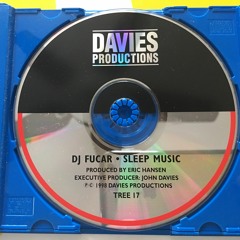 DAVIES
PRODUCTIONS
DJ FUCAR • SLEEP MUSIC
PRODUCED BY ERIC HANSEN
EXECUTIVE PRODUCER: JOHN DAVIES
℗ © 1998 DAVIES PRODUCTIONS
TREE 17